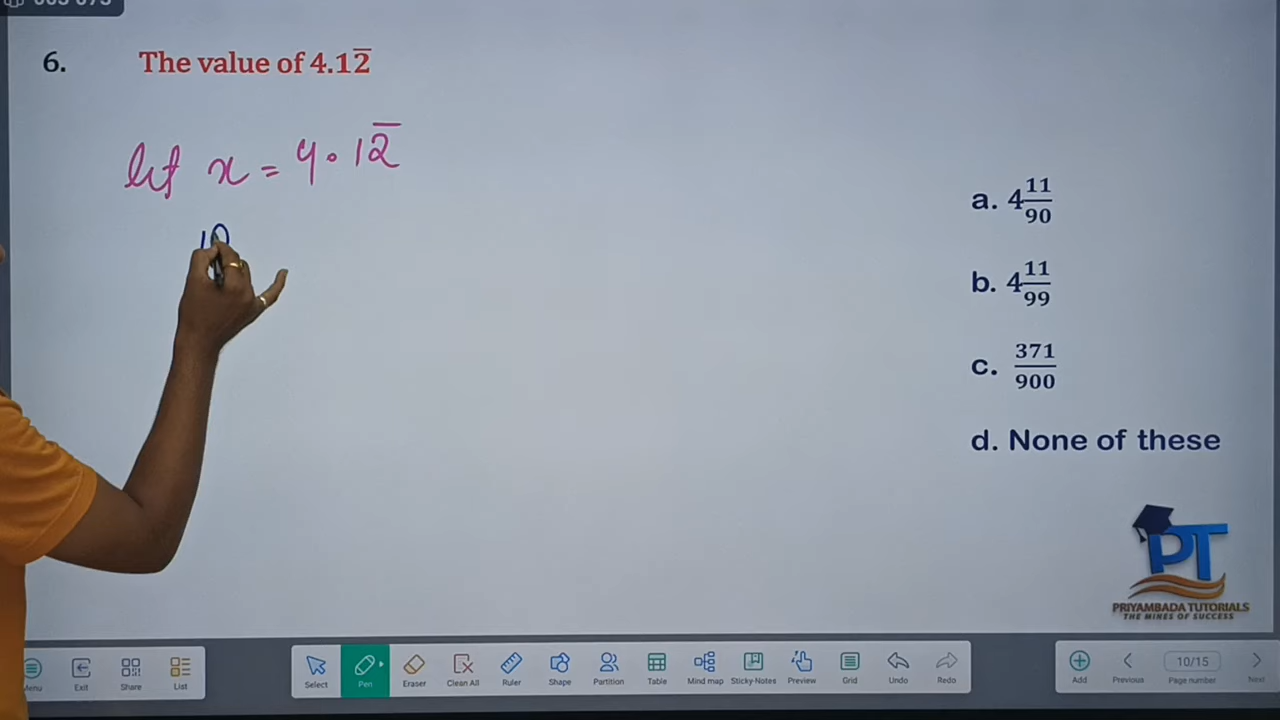 6. The value of 4.12̅
let x = 4.12̅
10
a. 4 11/90
b. 4 11/99
c. 371/900
d. None of these
PT
PRIYAMBADA TUTORIALS
THE MINES OF SUCCESS
Menu Exit Share List Select Pen Eraser Clean All Ruler Shape Partition Table Mind map Sticky-Notes Preview Grid Undo Redo Add Previous 10/15 Page number Next